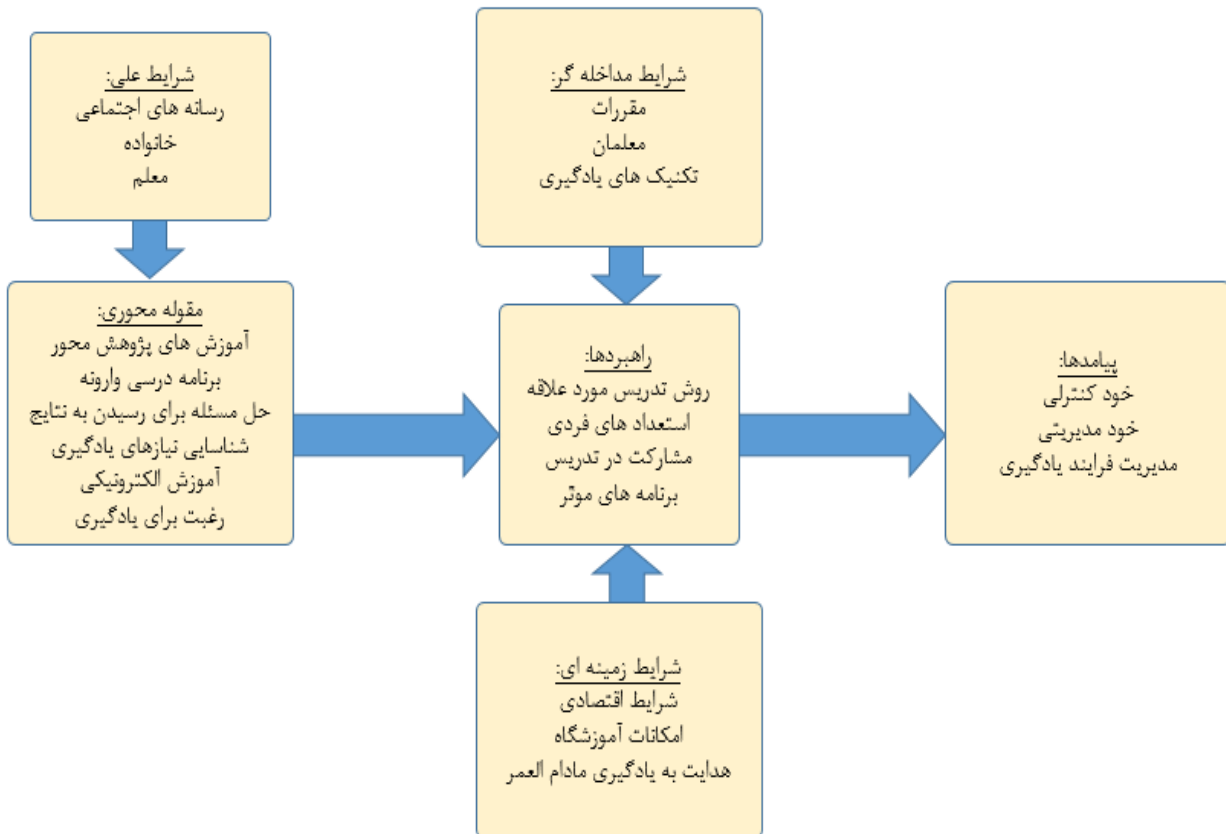 شرایط علی:
رسانه های اجتماعی
خانواده
معلم
شرایط مداخله گر:
مقررات
معلمان
تکنیک های یادگیری
مقوله محوری:
آموزش های پژوهش محور
برنامه درسی وارونه
حل مسئله برای رسیدن به نتایج
شناسایی نیازهای یادگیری
آموزش الکترونیکی
رغبت برای یادگیری
راهبردها:
روش تدریس مورد علاقه
استعداد های فردی
مشارکت در تدریس
برنامه های موثر
پیامدها:
خود کنترلی
خود مدیریتی
مدیریت فرایند یادگیری
شرایط زمینه ای:
شرایط اقتصادی
امکانات آموزشگاه
هدایت به یادگیری مادام العمر